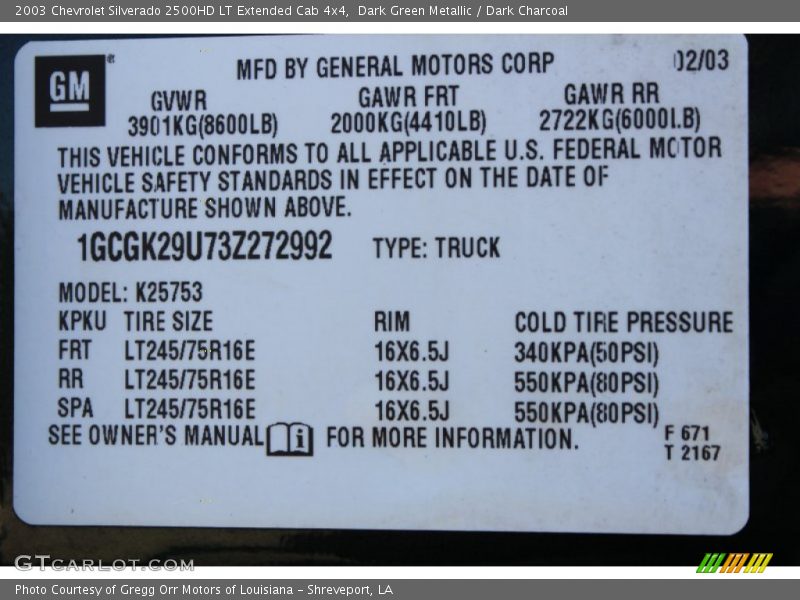 2003 Chevrolet Silverado 2500HD LT Extended Cab 4x4,  Dark Green Metallic / Dark Charcoal
GM®
MFD BY GENERAL MOTORS CORP 02/03
GVWR GAWR FRT GAWR RR
3901KG(8600LB) 2000KG(4410LB) 2722KG(6000LB)
THIS VEHICLE CONFORMS TO ALL APPLICABLE U.S. FEDERAL MOTOR
VEHICLE SAFETY STANDARDS IN EFFECT ON THE DATE OF
MANUFACTURE SHOWN ABOVE.
1GCGK29U73Z272992 TYPE: TRUCK
MODEL: K25753
KPKU TIRE SIZE RIM COLD TIRE PRESSURE
FRT LT245/75R16E 16X6.5J 340KPA(50PSI)
RR LT245/75R16E 16X6.5J 550KPA(80PSI)
SPA LT245/75R16E 16X6.5J 550KPA(80PSI)
SEE OWNER'S MANUAL i FOR MORE INFORMATION.
F 671
T 2167
GTcarlot.com
Photo Courtesy of Gregg Orr Motors of Louisiana – Shreveport, LA